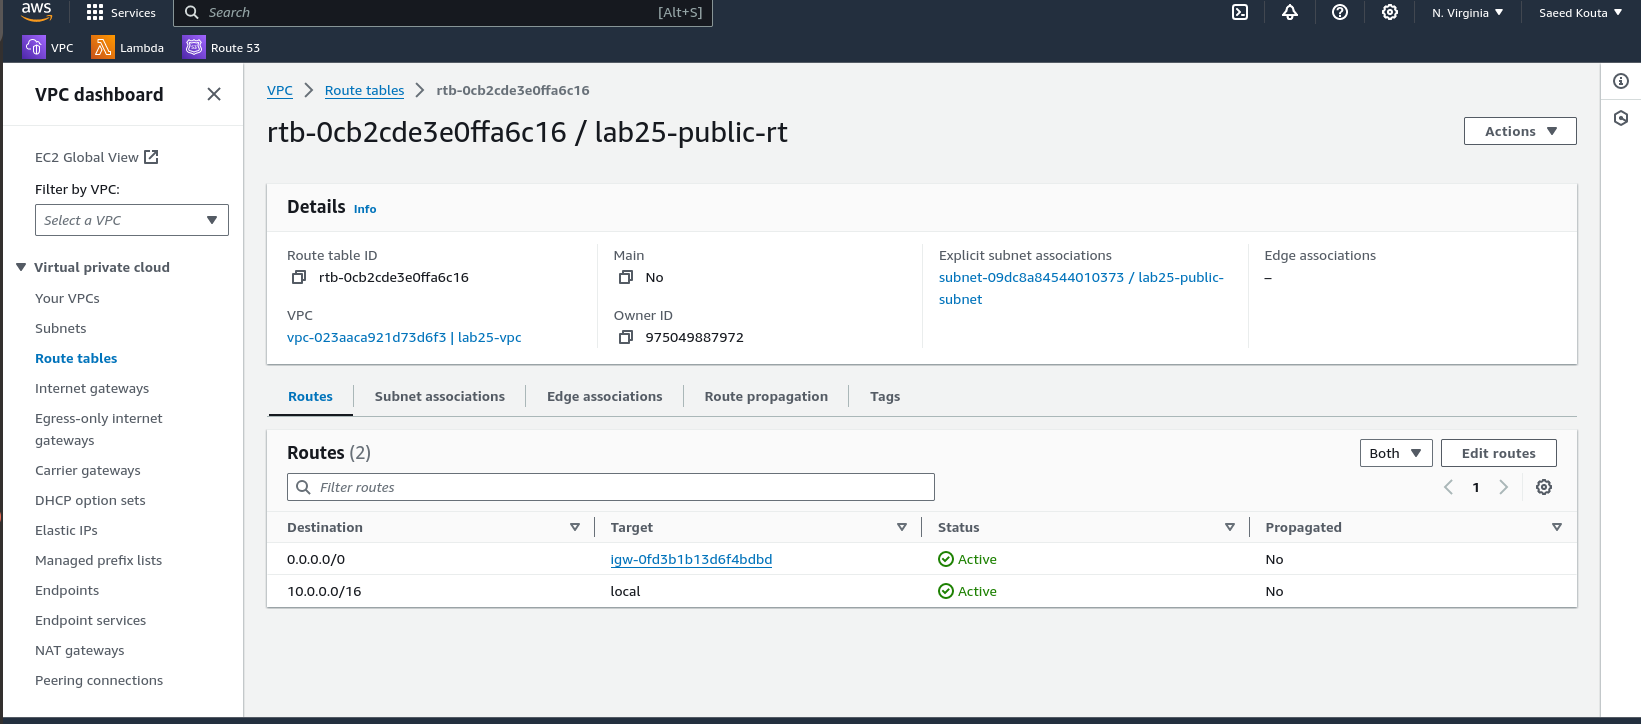 aws
Services
Search
[Alt+S]
N. Virginia
Saeed Kouta
VPC
Lambda
Route 53
VPC dashboard
EC2 Global View
Filter by VPC:
Select a VPC
Virtual private cloud
Your VPCs
Subnets
Route tables
Internet gateways
Egress-only internet
gateways
Carrier gateways
DHCP option sets
Elastic IPs
Managed prefix lists
Endpoints
Endpoint services
NAT gateways
Peering connections
VPC
Route tables
rtb-0cb2cde3e0ffa6c16
rtb-0cb2cde3e0ffa6c16 / lab25-public-rt
Actions
Details Info
Route table ID
rtb-0cb2cde3e0ffa6c16
VPC
vpc-023aaca921d73d6f3 | lab25-vpc
Main
No
Owner ID
975049887972
Explicit subnet associations
subnet-09dc8a84544010373 / lab25-public-
subnet
Edge associations
–
Routes
Subnet associations
Edge associations
Route propagation
Tags
Routes (2)
Both
Edit routes
Filter routes
1
Destination
Target
Status
Propagated
0.0.0.0/0
igw-0fd3b1b13d6f4bdbd
Active
No
10.0.0.0/16
local
Active
No